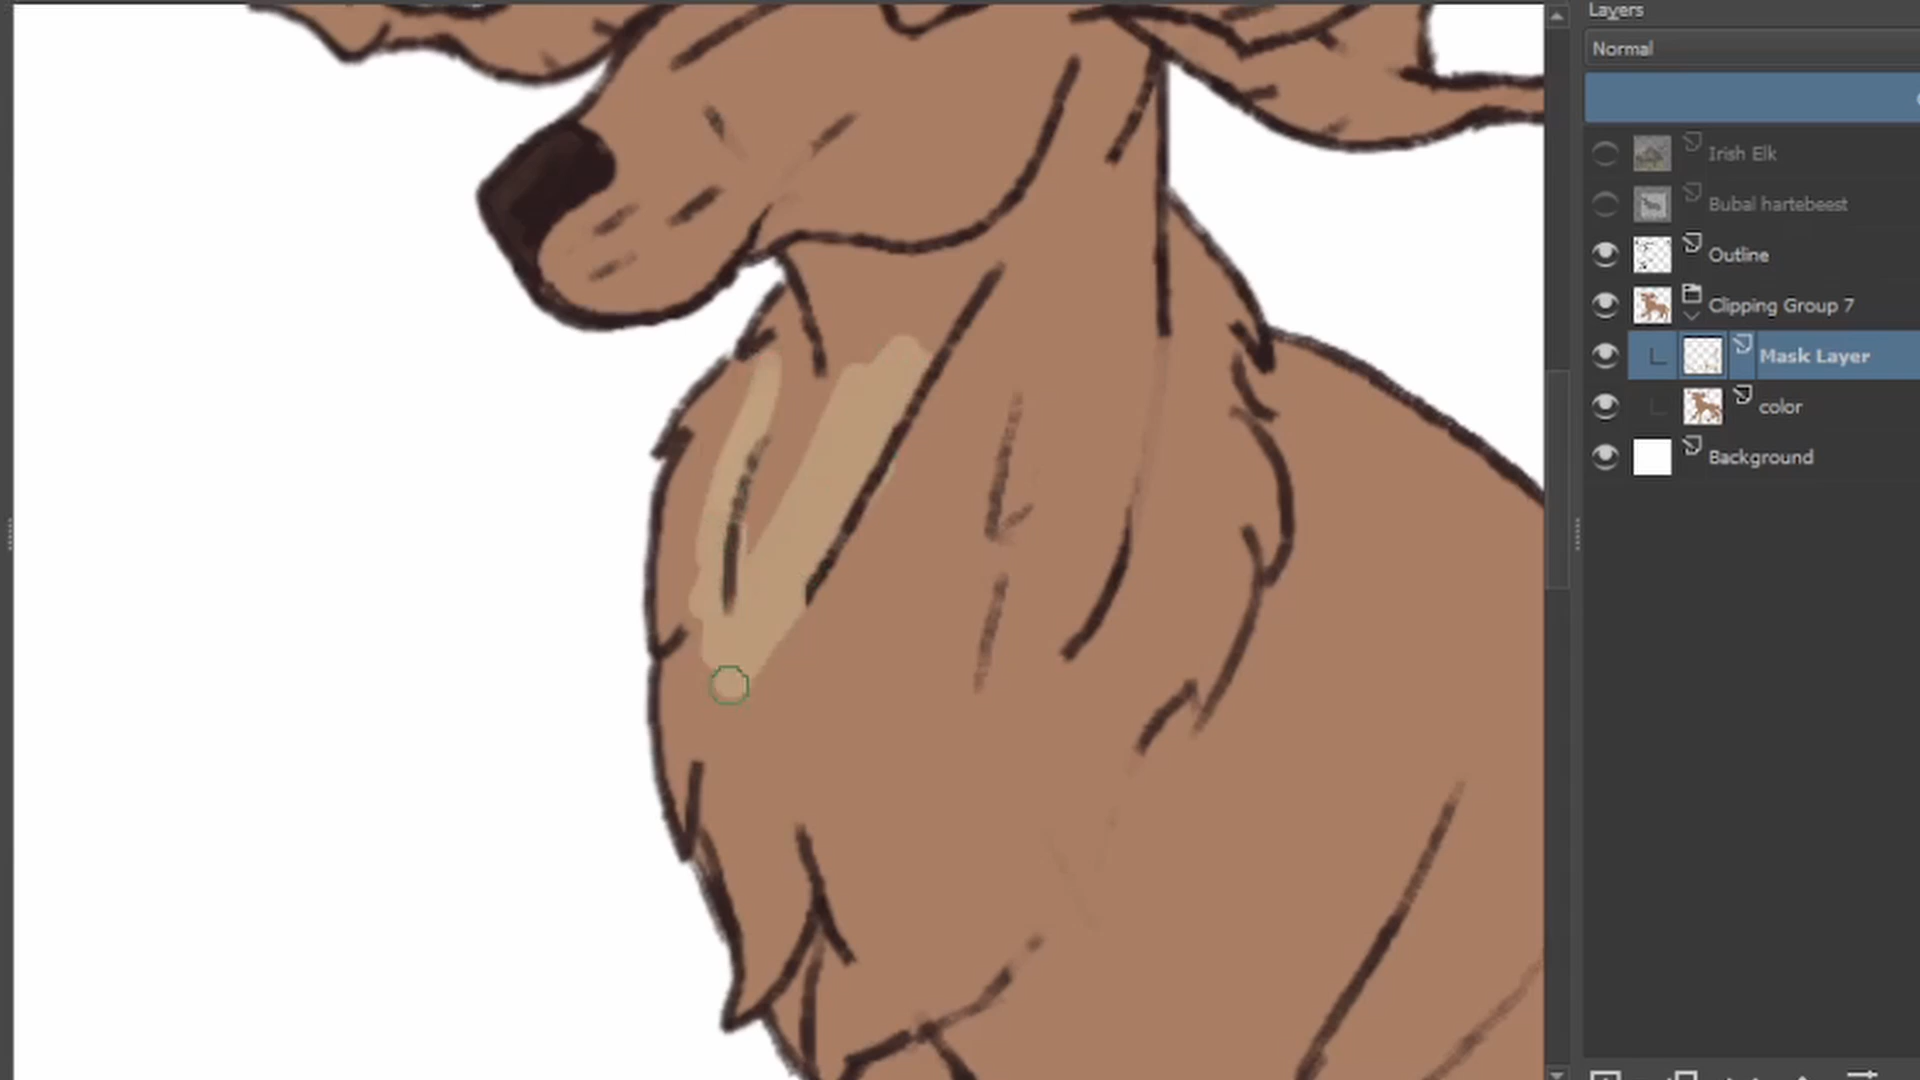 Layers
Normal
Irish Elk
Bubal hartebeest
Outline
Clipping Group 7
Mask Layer
color
Background